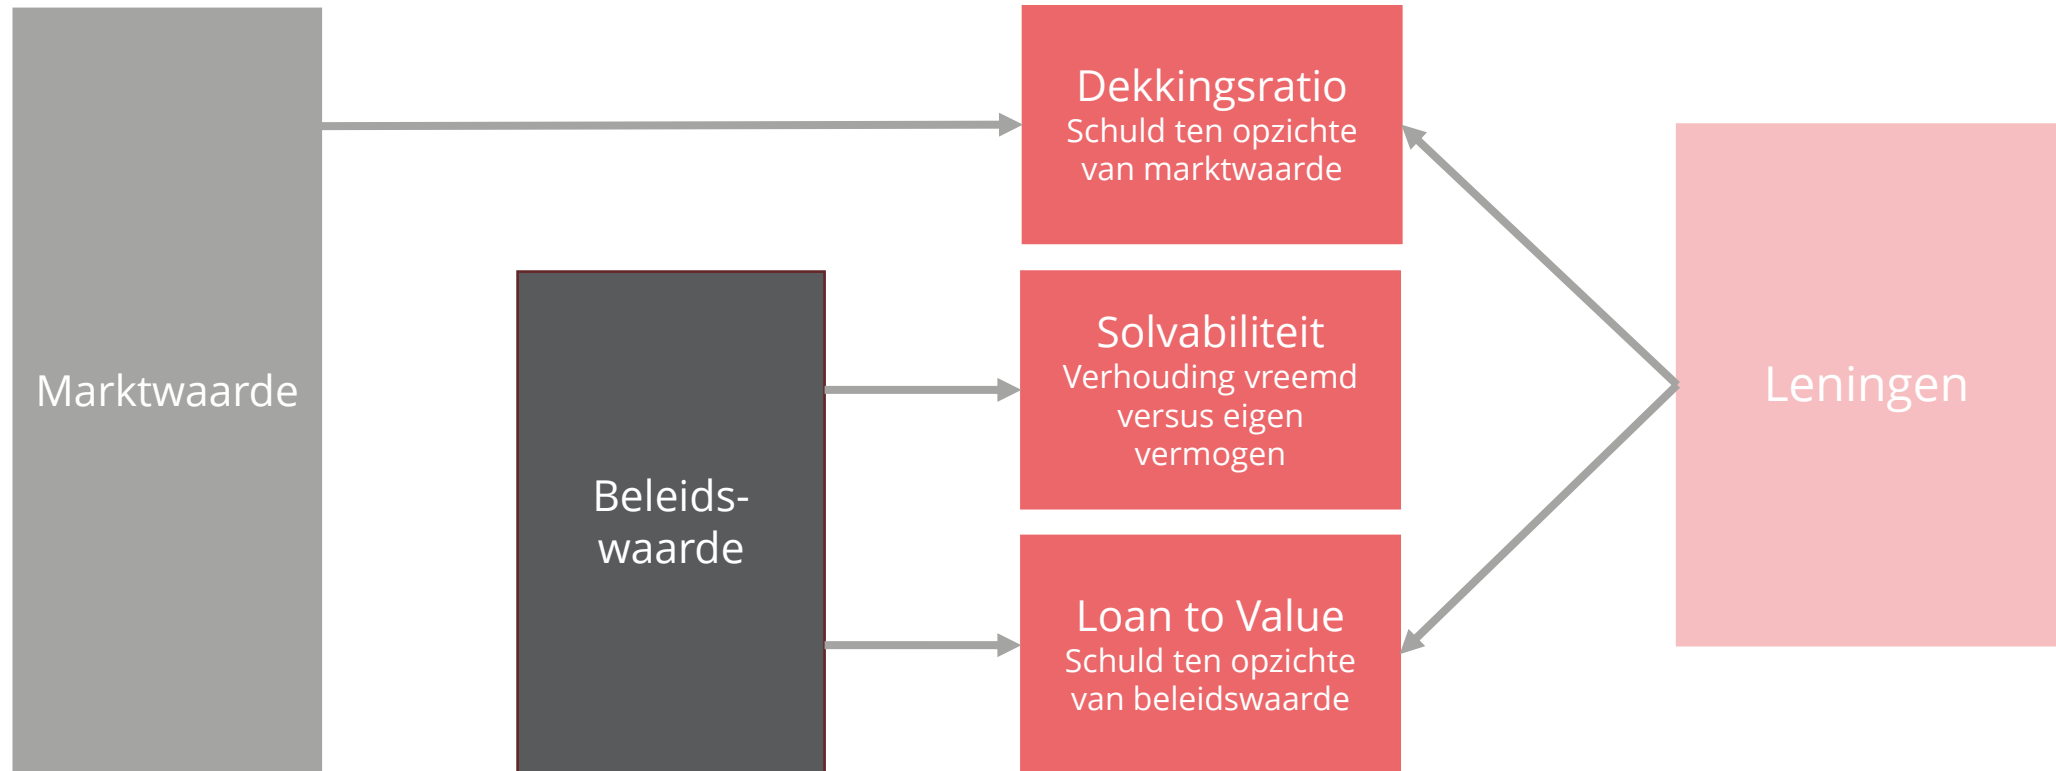 Marktwaarde
Beleids-
waarde
Dekkingsratio
Schuld ten opzichte
van marktwaarde
Solvabiliteit
Verhouding vreemd
versus eigen
vermogen
Loan to Value
Schuld ten opzichte
van beleidswaarde
Leningen